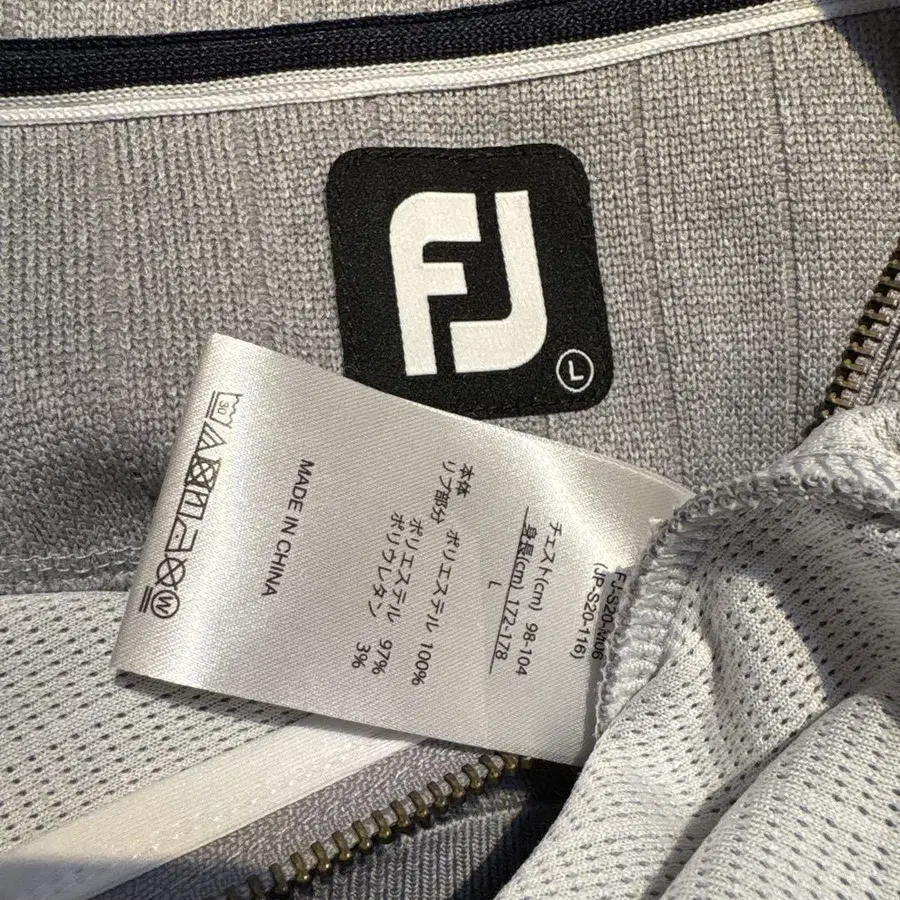 FJ
L
FJ-S20-M06
(JP-S20-116)
チェスト(cm) 98-104
身長(cm) 172-178
L
本体 ポリエステル 100%
リブ部分 ポリエステル 97%
ポリウレタン 3%
MADE IN CHINA
30
W